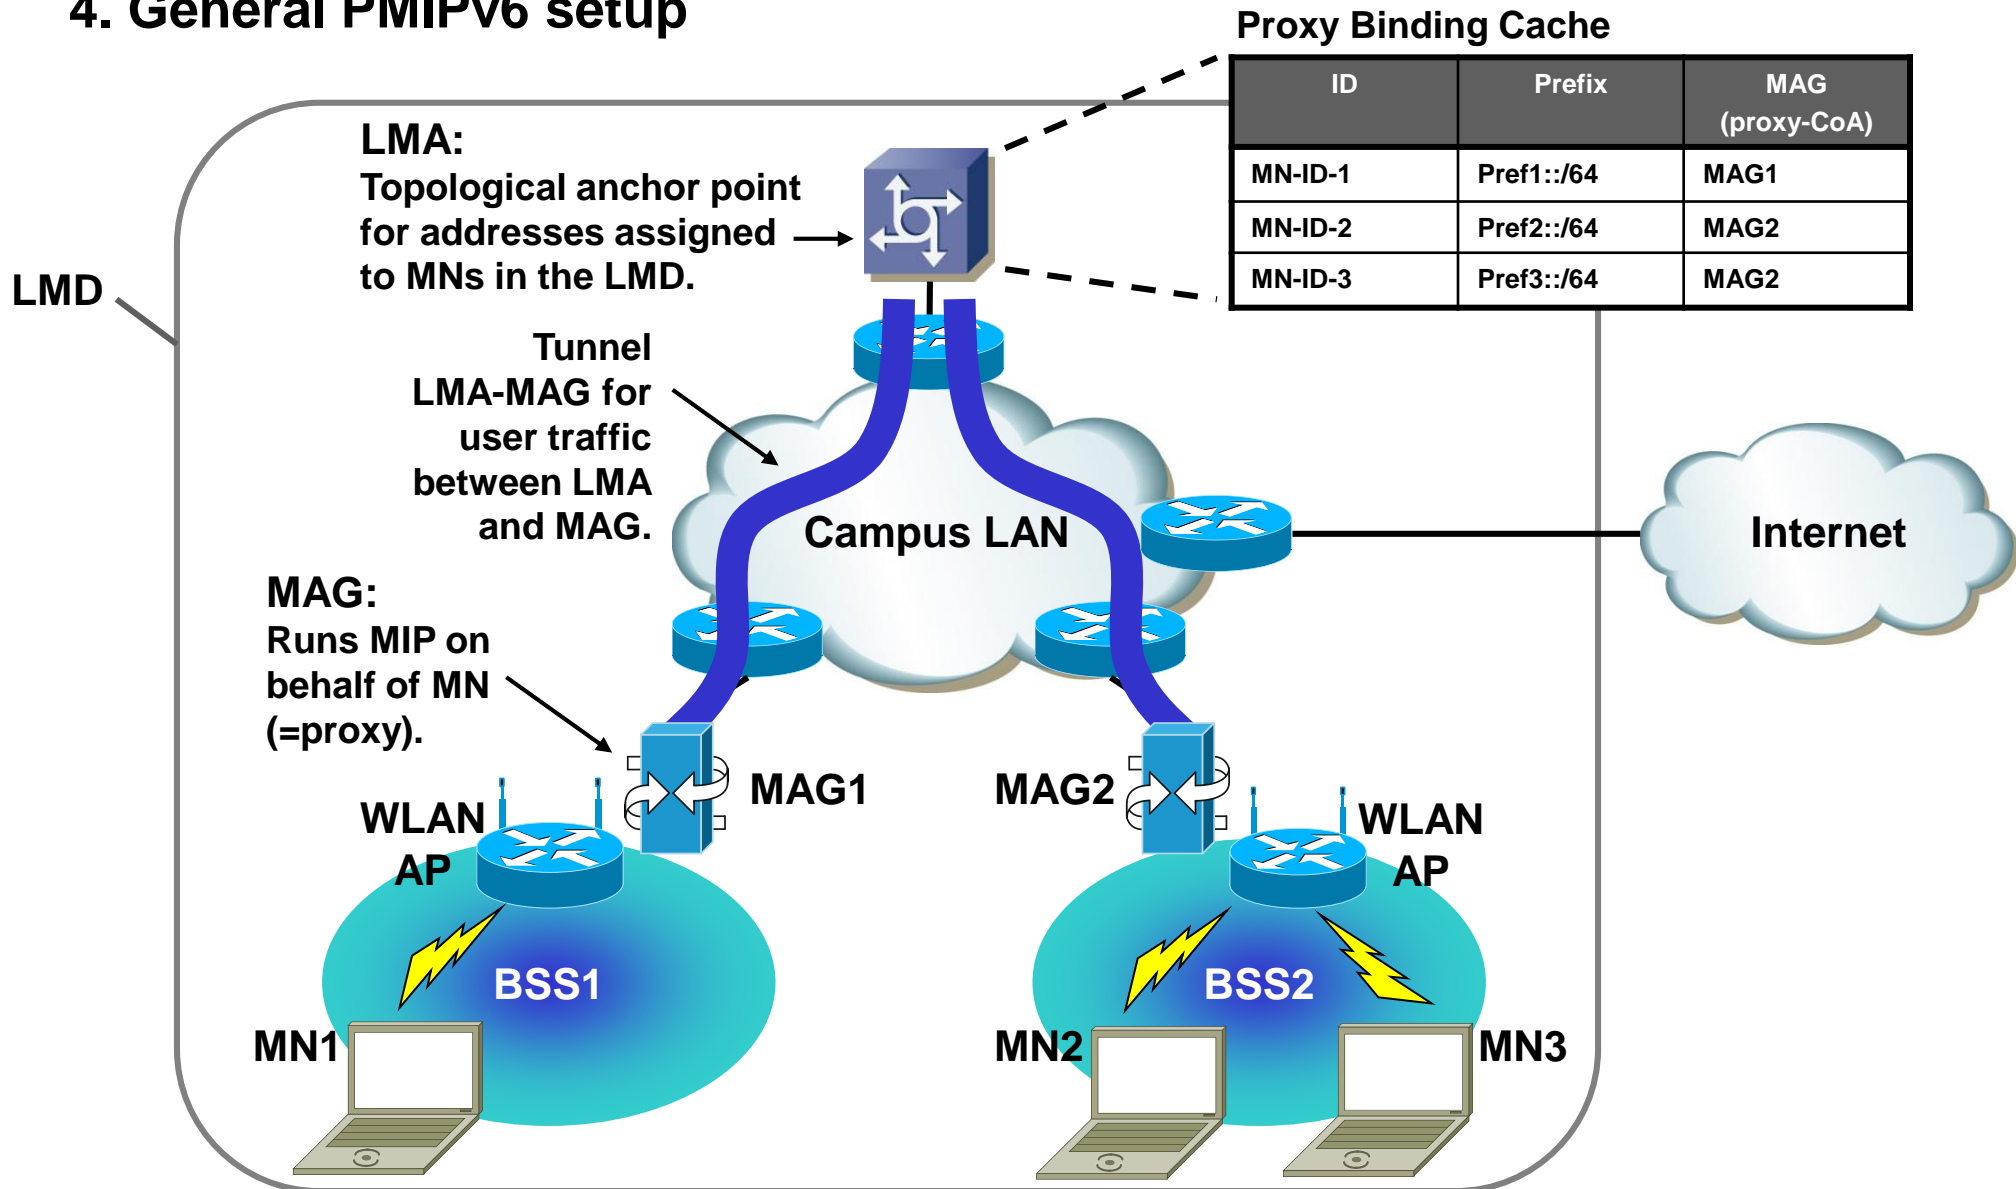 4. General PMIPv6 setup
Proxy Binding Cache
ID Prefix MAG
(proxy-CoA)
MN-ID-1 Pref1::/64 MAG1
MN-ID-2 Pref2::/64 MAG2
MN-ID-3 Pref3::/64 MAG2
LMA:
Topological anchor point
for addresses assigned
to MNs in the LMD.
LMD
Tunnel
LMA-MAG for
user traffic
between LMA
and MAG.
Campus LAN
Internet
MAG:
Runs MIP on
behalf of MN
(=proxy).
MAG1
MAG2
WLAN
AP
WLAN
AP
BSS1
BSS2
MN1
MN2
MN3